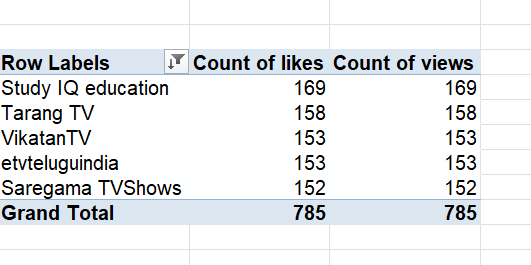 Row Labels Count of likes Count of views
Study IQ education 169 169
Tarang TV 158 158
VikatanTV 153 153
etvteluguindia 153 153
Saregama TVShows 152 152
Grand Total 785 785